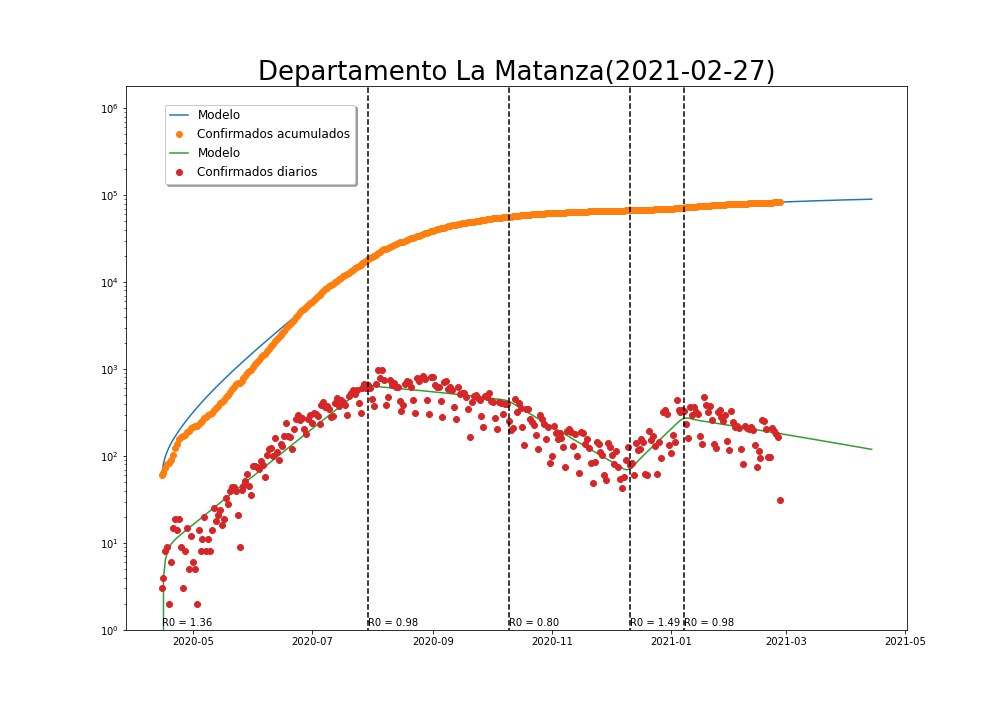 Departamento La Matanza(2021-02-27)
Modelo
Confirmados acumulados
Modelo
Confirmados diarios
10⁶
10⁵
10⁴
10³
10²
10¹
10⁰
R0 = 1.36
R0 = 0.98
R0 = 0.80
R0 = 1.49
R0 = 0.98
2020-05
2020-07
2020-09
2020-11
2021-01
2021-03
2021-05